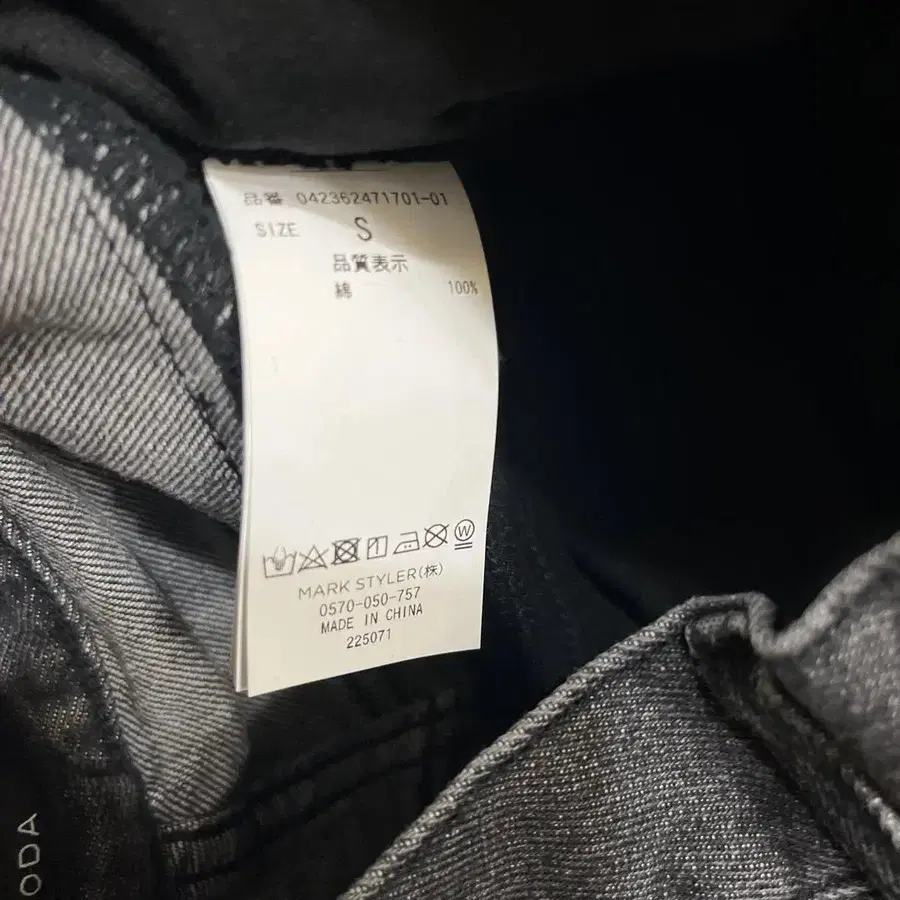 品番 042362471701-01
SIZE S
品質表示
綿 100%
W
MARK STYLER(株)
0570-050-757
MADE IN CHINA
225071
ODA